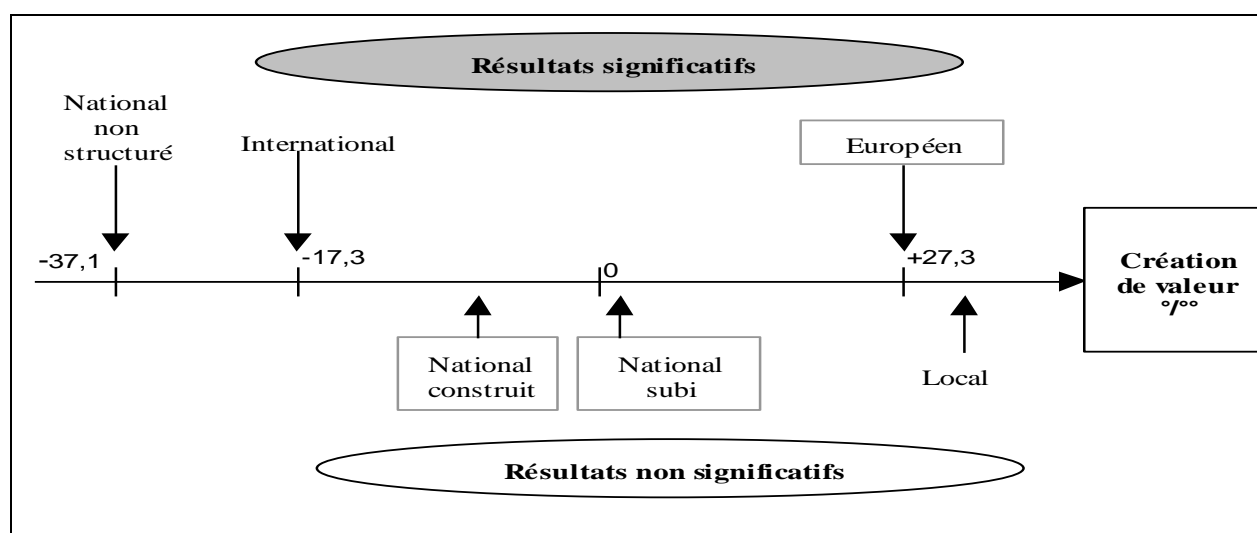 Résultats significatifs
National
non
structuré
International
Européen
-37,1
-17,3
0
+27,3
Création
de valeur
°/°°
National
construit
National
subi
Local
Résultats non significatifs